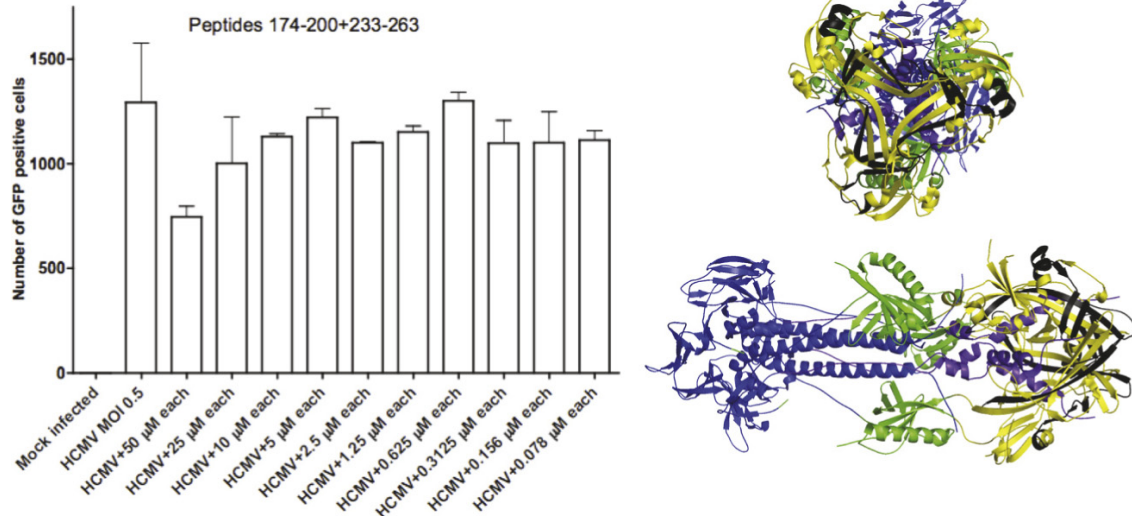 Peptides 174-200+233-263
Number of GFP positive cells
1500
1000
500
0
Mock infected
HCMV MOI 0.5
HCMV+50 µM each
HCMV+25 µM each
HCMV+10 µM each
HCMV+5 µM each
HCMV+2.5 µM each
HCMV+1.25 µM each
HCMV+0.625 µM each
HCMV+0.3125 µM each
HCMV+0.156 µM each
HCMV+0.078 µM each